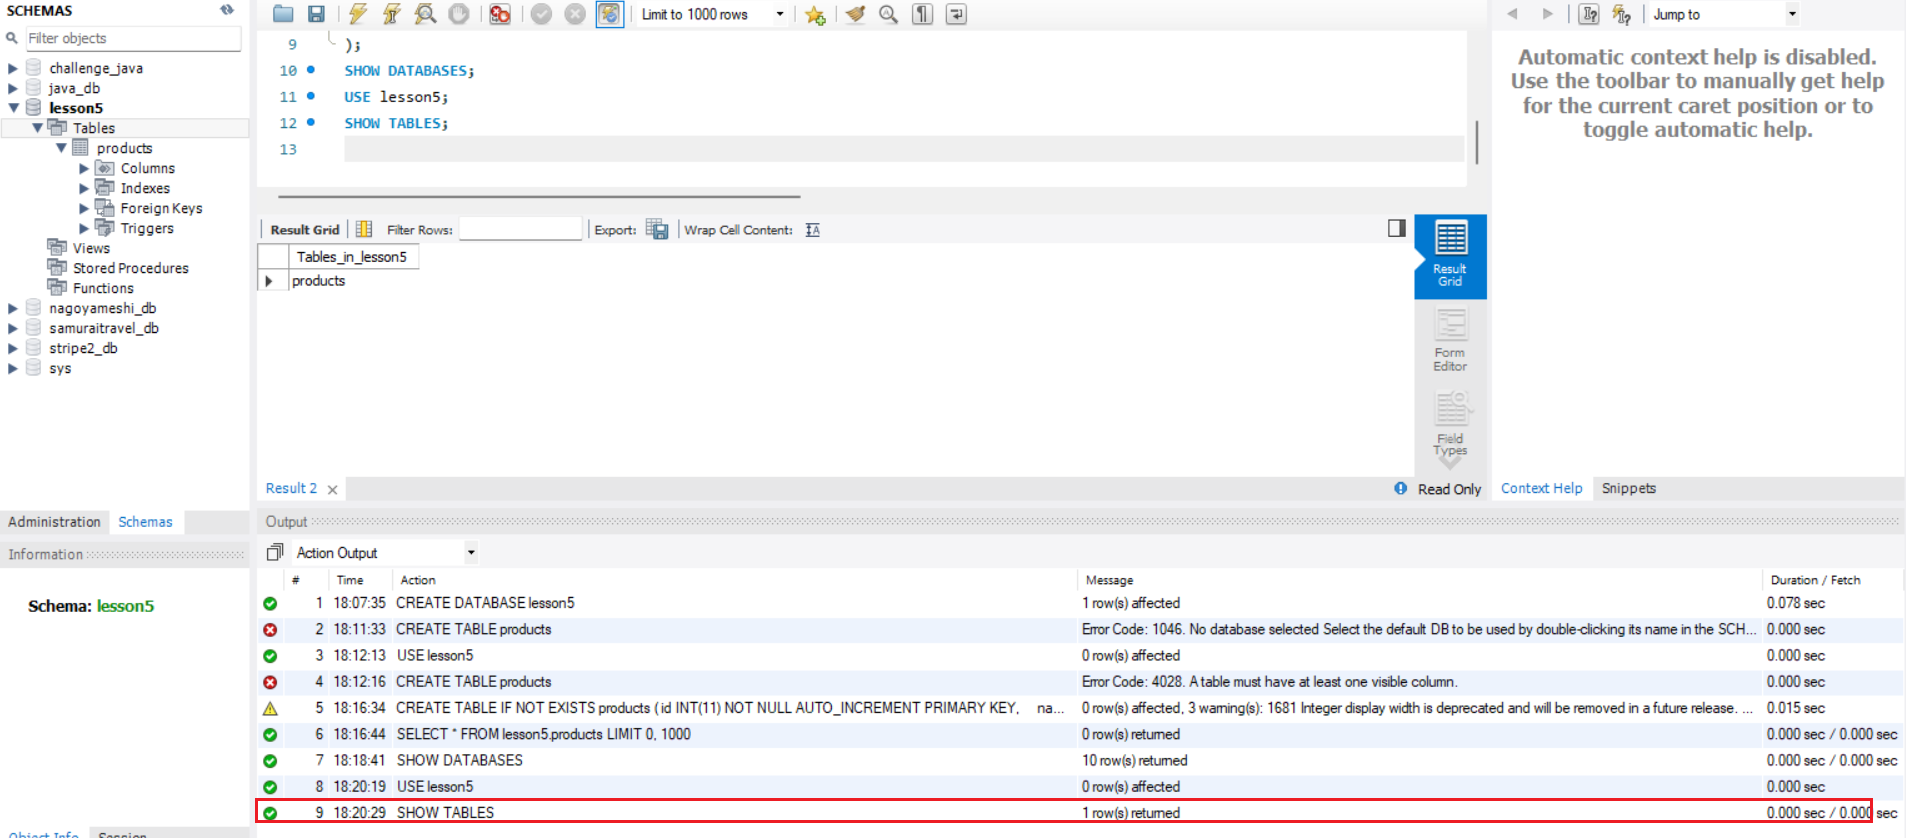 SCHEMAS
Filter objects
challenge_java
java_db
lesson5
Tables
products
Columns
Indexes
Foreign Keys
Triggers
Views
Stored Procedures
Functions
nagoyameshi_db
samuraitravel_db
stripe2_db
sys
Administration Schemas
Information
Schema: lesson5
Object Info Session
Limit to 1000 rows
9 );
10 SHOW DATABASES;
11 USE lesson5;
12 SHOW TABLES;
13
Result Grid Filter Rows: Export: Wrap Cell Content:
Tables_in_lesson5
products
Result
Grid
Form
Editor
Field
Types
Result 2
Read Only
Jump to
Automatic context help is disabled.
Use the toolbar to manually get help
for the current caret position or to
toggle automatic help.
Context Help Snippets
Output
Action Output
# Time Action Message Duration / Fetch
1 18:07:35 CREATE DATABASE lesson5 1 row(s) affected 0.078 sec
2 18:11:33 CREATE TABLE products Error Code: 1046. No database selected Select the default DB to be used by double-clicking its name in the SCH... 0.000 sec
3 18:12:13 USE lesson5 0 row(s) affected 0.000 sec
4 18:12:16 CREATE TABLE products Error Code: 4028. A table must have at least one visible column. 0.000 sec
5 18:16:34 CREATE TABLE IF NOT EXISTS products ( id INT(11) NOT NULL AUTO_INCREMENT PRIMARY KEY, na... 0 row(s) affected, 3 warning(s): 1681 Integer display width is deprecated and will be removed in a future release. ... 0.015 sec
6 18:16:44 SELECT * FROM lesson5.products LIMIT 0, 1000 0 row(s) returned 0.000 sec / 0.000 sec
7 18:18:41 SHOW DATABASES 10 row(s) returned 0.000 sec / 0.000 sec
8 18:20:19 USE lesson5 0 row(s) affected 0.000 sec
9 18:20:29 SHOW TABLES 1 row(s) returned 0.000 sec / 0.000 sec